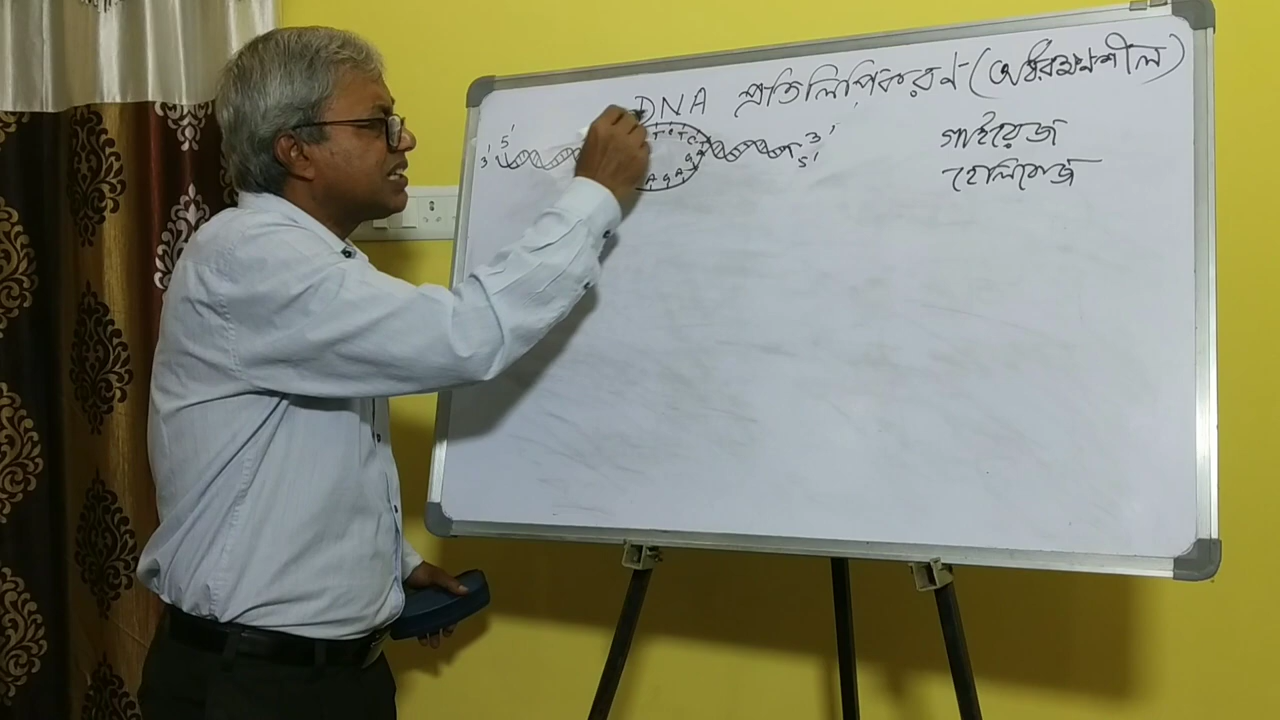 DNA প্রতিলিপিকরণ (অর্ধরক্ষণশীল)
গাইরেজ
হেলিকেজ
5' 3'
3' 5'
T C T C T
A G A G A